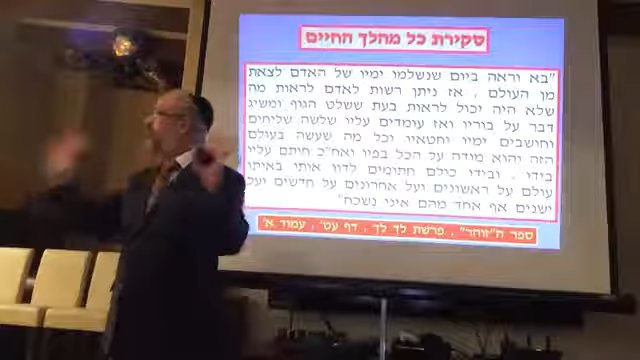 סקירת כל מהלך החיים
"בא וראה ביום שנשלמו ימיו של האדם לצאת
מן העולם , אז ניתן רשות לאדם לראות מה
שלא היה יכול לראות בעת ששלט הגוף ומשיג
דבר על בוריו ואז עומדים עליו שלשה שליחים
וחושבים ימיו וחטאיו וכל מה שעשה בעולם
הזה והוא מודה על הכל בפיו ואח"כ חותם עליו
בידו , ובידו כולם חתומים לדון אותו באותו
עולם על ראשונים ועל אחרונים על חדשים ועל
ישנים אף אחד מהם איני נשכח"
ספר ה"זוהר" , פרשת לך לך , דף עט' , עמוד א'